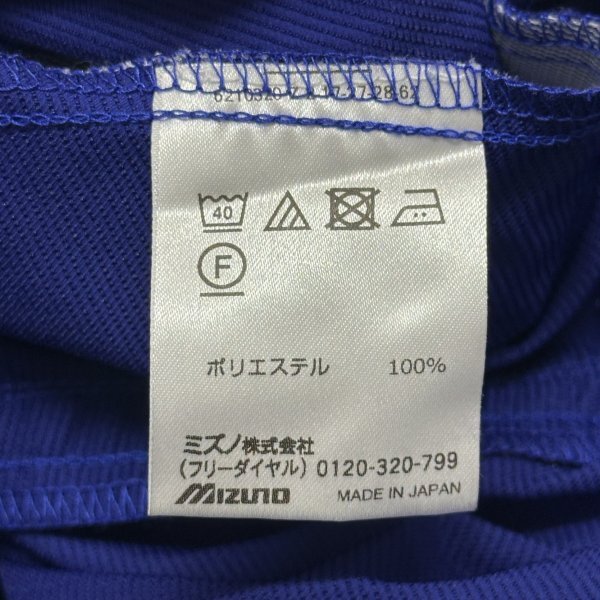 40
F
ポリエステル 100%
ミズノ株式会社
(フリーダイヤル) 0120-320-799
MIZUNO MADE IN JAPAN